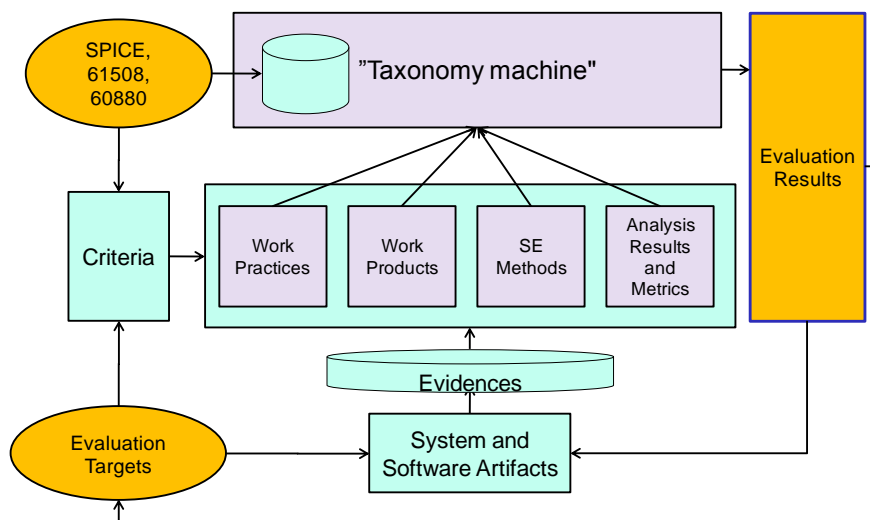 SPICE,
61508,
60880
”Taxonomy machine"
Evaluation
Results
Criteria
Work
Practices
Work
Products
SE
Methods
Analysis
Results
and
Metrics
Evidences
Evaluation
Targets
System and
Software Artifacts